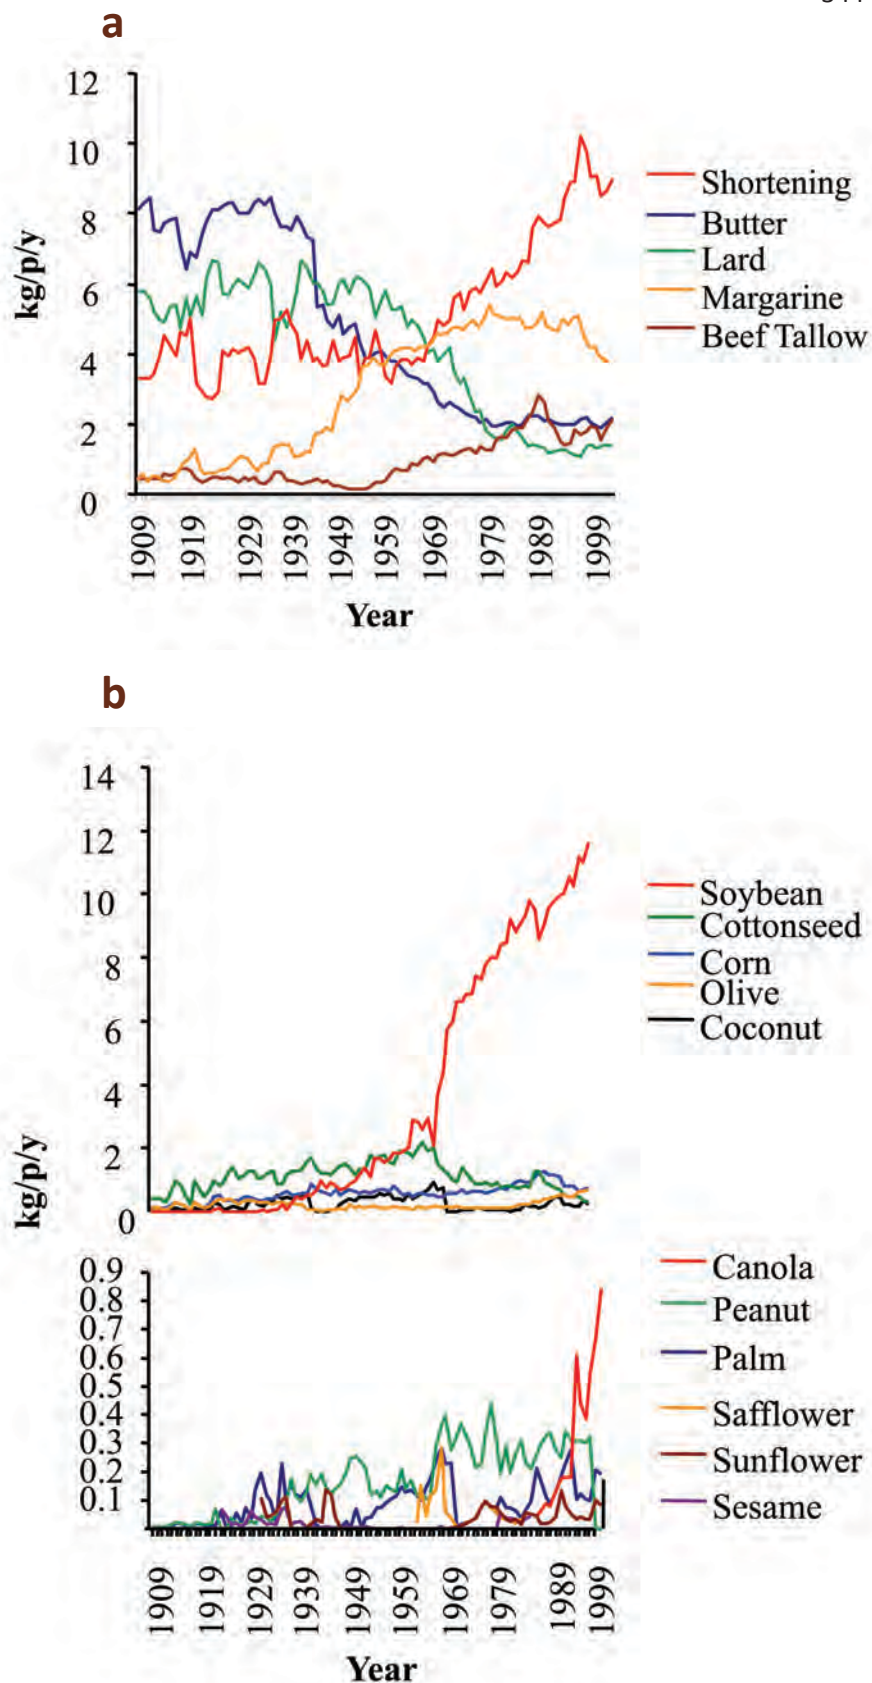 a
12
10
8
6
4
2
0
kg/p/y
Shortening
Butter
Lard
Margarine
Beef Tallow
1909 1919 1929 1939 1949 1959 1969 1979 1989 1999
Year
b
14
12
10
8
6
4
2
0
kg/p/y
Soybean
Cottonseed
Corn
Olive
Coconut
0.9
0.8
0.7
0.6
0.5
0.4
0.3
0.2
0.1
Canola
Peanut
Palm
Safflower
Sunflower
Sesame
1909 1919 1929 1939 1949 1959 1969 1979 1989 1999
Year